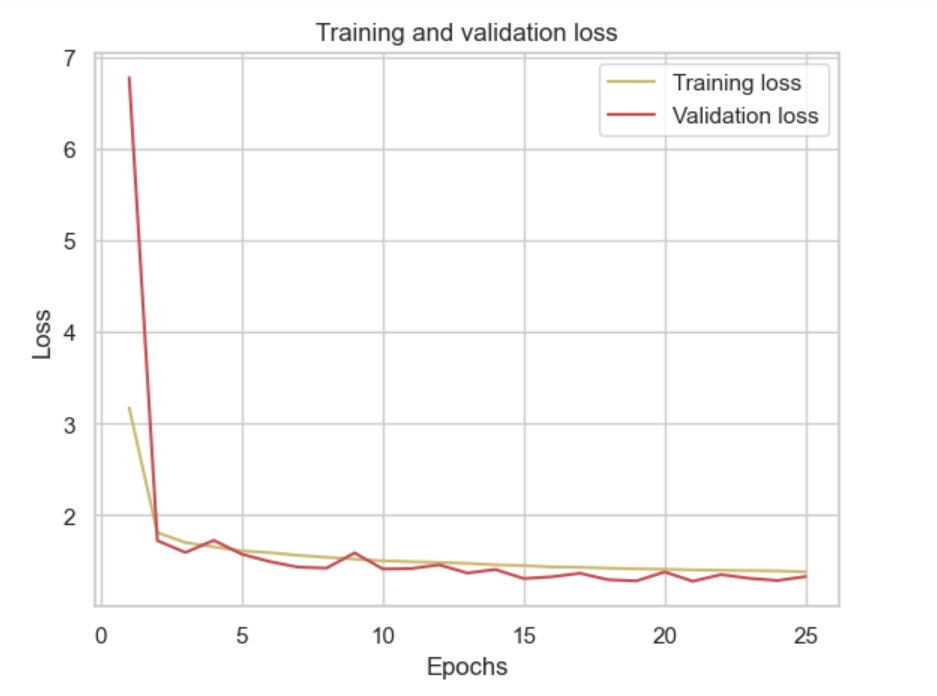 Training and validation loss
Training loss
Validation loss
7
6
5
4
3
2
Loss
0 5 10 15 20 25
Epochs